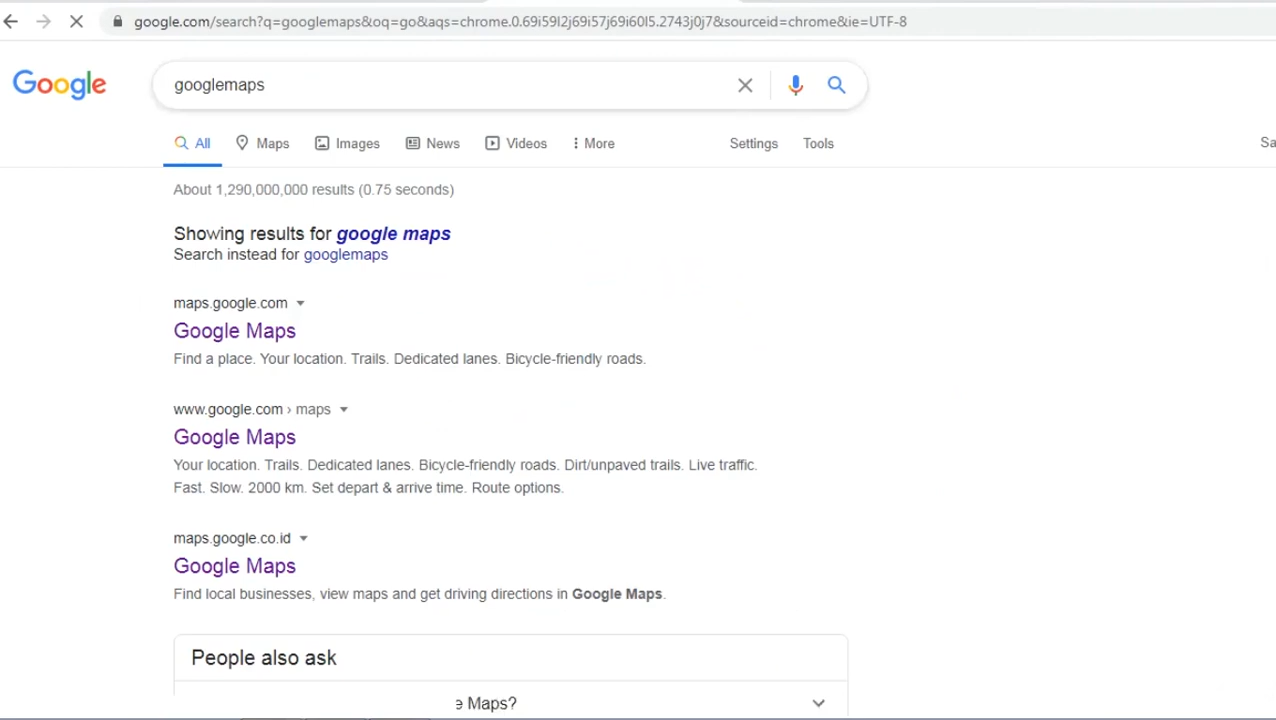 google.com/search?q=googlemaps&oq=go&aqs=chrome.0.69i59l2j69i57j69i60l5.2743j0j7&sourceid=chrome&ie=UTF-8
Google googlemaps
All Maps Images News Videos More Settings Tools
About 1,290,000,000 results (0.75 seconds)
Showing results for google maps
Search instead for googlemaps
maps.google.com
Google Maps
Find a place. Your location. Trails. Dedicated lanes. Bicycle-friendly roads.
www.google.com › maps
Google Maps
Your location. Trails. Dedicated lanes. Bicycle-friendly roads. Dirt/unpaved trails. Live traffic.
Fast. Slow. 2000 km. Set depart & arrive time. Route options.
maps.google.co.id
Google Maps
Find local businesses, view maps and get driving directions in Google Maps.
People also ask
e Maps?